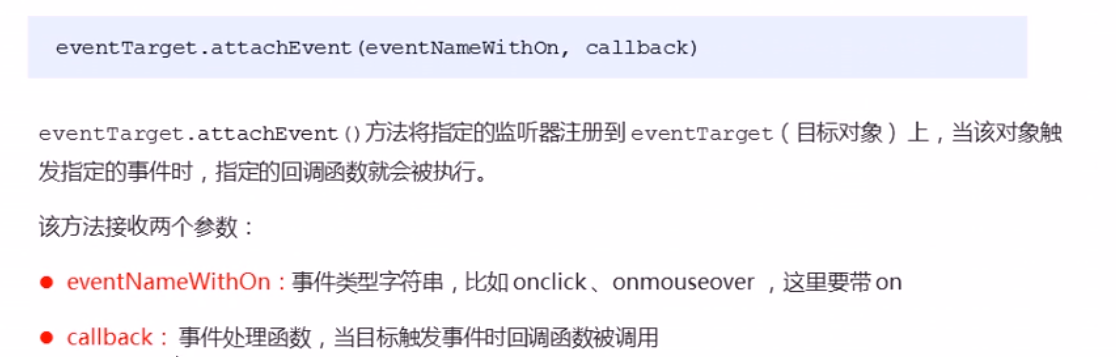 eventTarget.attachEvent(eventNameWithOn, callback)
eventTarget.attachEvent()方法将指定的监听器注册到 eventTarget（目标对象）上，当该对象触
发指定的事件时，指定的回调函数就会被执行。
该方法接收两个参数：
● eventNameWithOn：事件类型字符串，比如 onclick、onmouseover ，这里要带 on
● callback： 事件处理函数，当目标触发事件时回调函数被调用